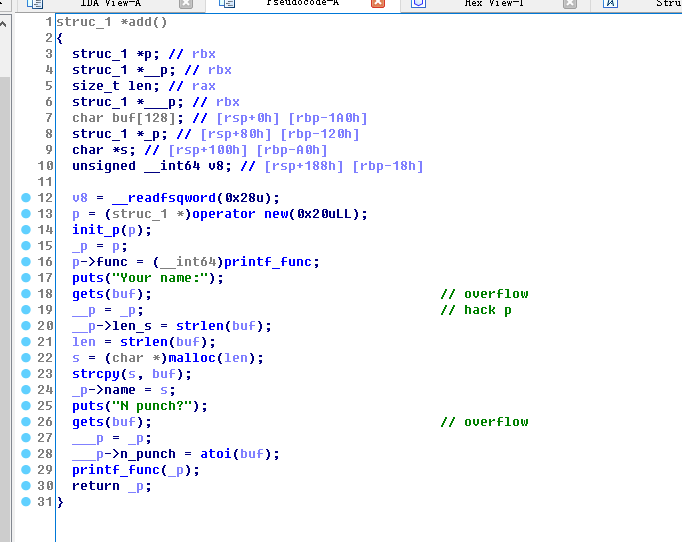 IDA View-A Pseudocode-A Hex View-1 A Stru
1 struc_1 *add()
2 {
3 struc_1 *p; // rbx
4 struc_1 *__p; // rbx
5 size_t len; // rax
6 struc_1 *___p; // rbx
7 char buf[128]; // [rsp+0h] [rbp-1A0h]
8 struc_1 *_p; // [rsp+80h] [rbp-120h]
9 char *s; // [rsp+100h] [rbp-A0h]
10 unsigned __int64 v8; // [rsp+188h] [rbp-18h]
11
12 v8 = __readfsqword(0x28u);
13 p = (struc_1 *)operator new(0x20uLL);
14 init_p(p);
15 _p = p;
16 p->func = (__int64)printf_func;
17 puts("Your name:");
18 gets(buf); // overflow
19 __p = _p; // hack p
20 __p->len_s = strlen(buf);
21 len = strlen(buf);
22 s = (char *)malloc(len);
23 strcpy(s, buf);
24 _p->name = s;
25 puts("N punch?");
26 gets(buf); // overflow
27 ___p = _p;
28 ___p->n_punch = atoi(buf);
29 printf_func(_p);
30 return _p;
31 }